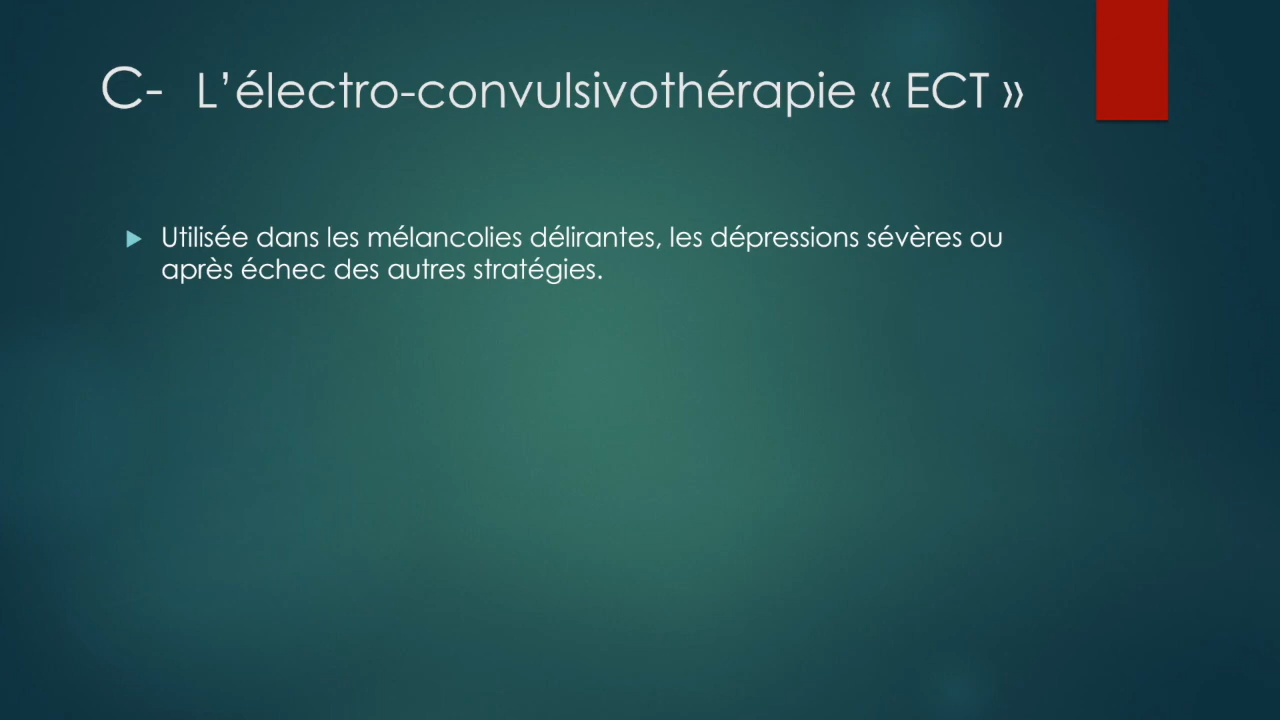 C- L’électro-convulsivothérapie « ECT »
Utilisée dans les mélancolies délirantes, les dépressions sévères ou
après échec des autres stratégies.